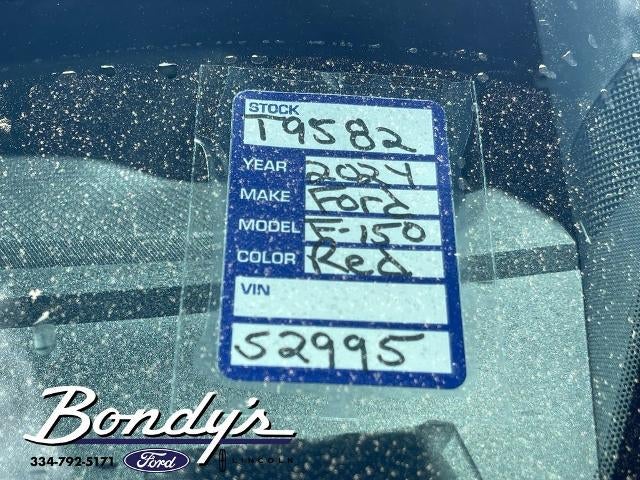 STOCK
T9582
YEAR 2024
MAKE Ford
MODEL F-150
COLOR Red
VIN
52995
Bondy's
334-792-5171 Ford LINCOLN